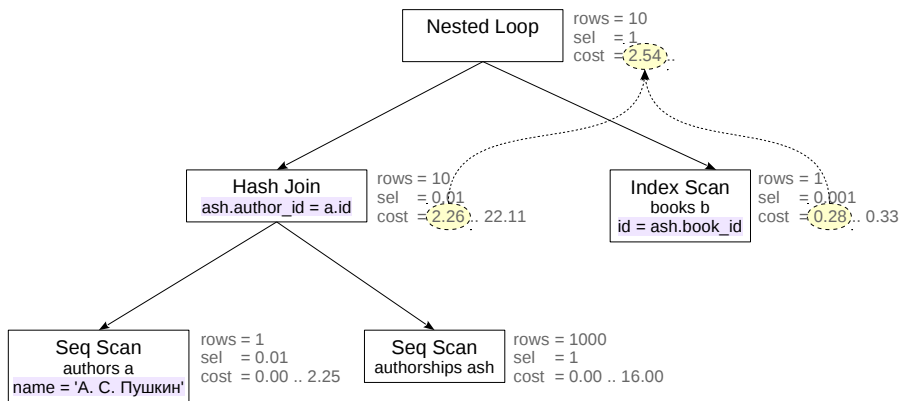 Nested Loop
rows = 10
sel = 1
cost = 2.54 ..
Hash Join
ash.author_id = a.id
rows = 10
sel = 0.01
cost = 2.26 .. 22.11
Index Scan
books b
id = ash.book_id
rows = 1
sel = 0.001
cost = 0.28 .. 0.33
Seq Scan
authors a
name = 'А. С. Пушкин'
rows = 1
sel = 0.01
cost = 0.00 .. 2.25
Seq Scan
authorships ash
rows = 1000
sel = 1
cost = 0.00 .. 16.00